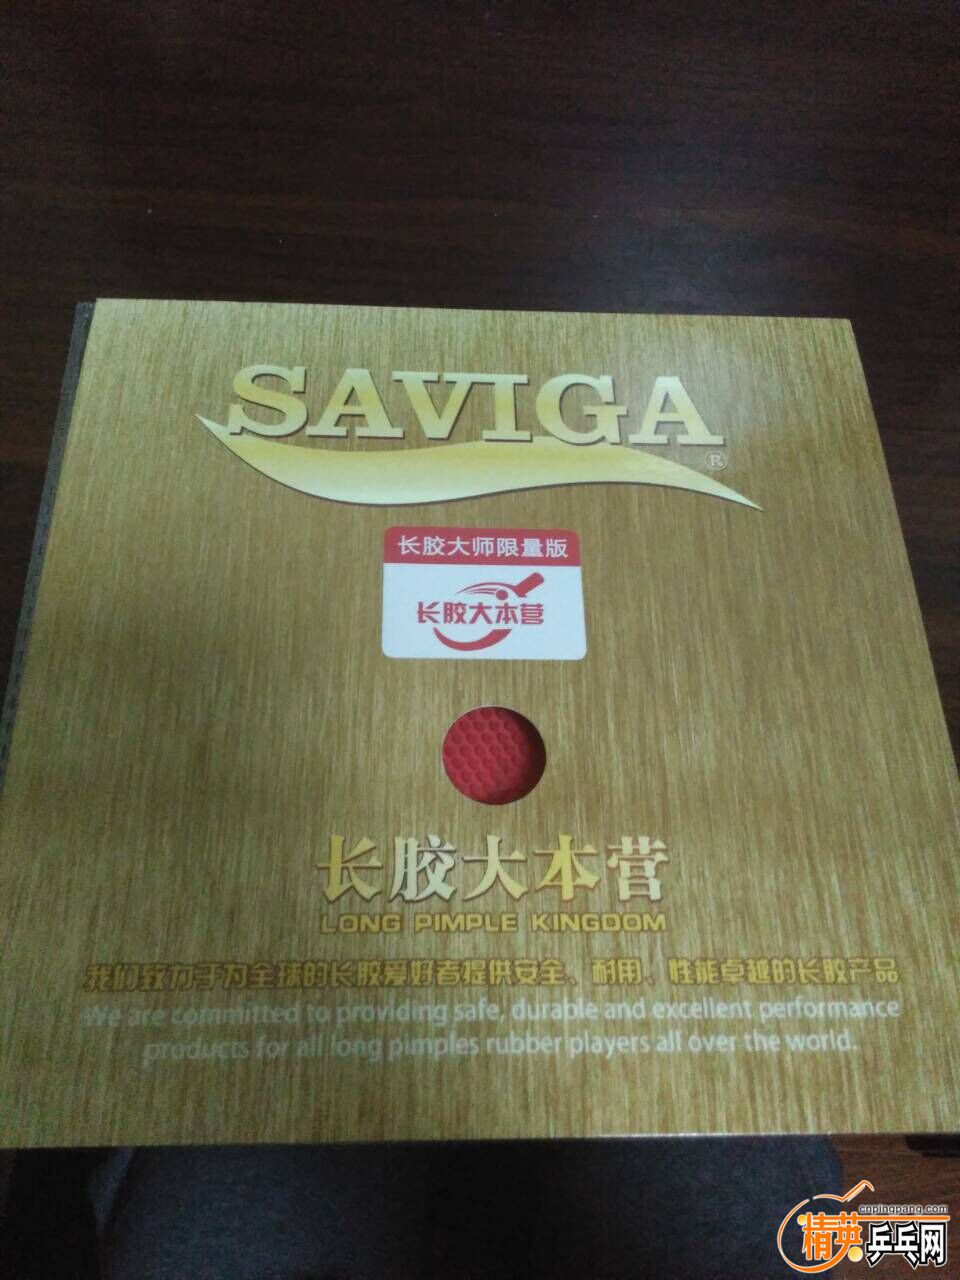 SAVIGA
®
长胶大师限量版
长胶大本营
长胶大本营
LONG PIMPLE KINGDOM
我们致力于为全球的长胶爱好者提供安全、耐用、性能卓越的长胶产品
We are committed to providing safe, durable and excellent performance
products for all long pimples rubber players all over the world.
cnpingpang.com
精英乒乓网